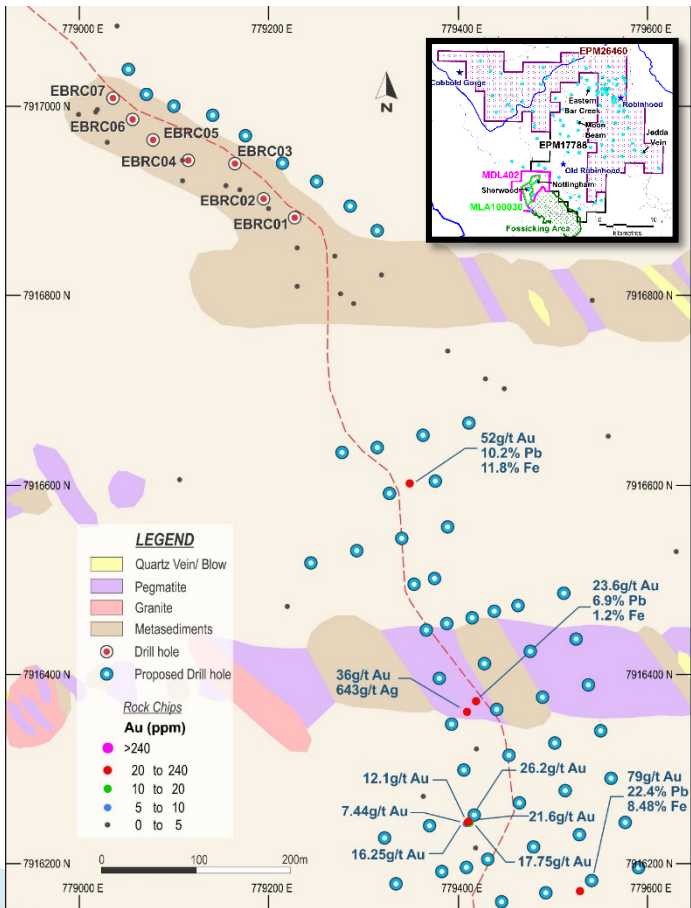 779000 E
779200 E
779400 E
779600 E
EPM26460
Cobbold Gorge
Eastern
Bar Creek
Robinhood
Moon
Beam
EPM17788
Jedda
Vein
Old Robinhood
MDL402
Nottingham
Sherwood
MLA100030
Fossicking Area
0
10
kilometres
N
7917000 N
7917000 N
EBRC07
EBRC06
EBRC05
EBRC04
EBRC03
EBRC02
EBRC01
7916800 N
7916800 N
52g/t Au
10.2% Pb
11.8% Fe
7916600 N
7916600 N
LEGEND
Quartz Vein/ Blow
Pegmatite
Granite
Metasediments
Drill hole
Proposed Drill hole
Rock Chips
Au (ppm)
>240
20 to 240
10 to 20
5 to 10
0 to 5
23.6g/t Au
6.9% Pb
1.2% Fe
7916400 N
7916400 N
36g/t Au
643g/t Ag
12.1g/t Au
26.2g/t Au
79g/t Au
22.4% Pb
8.48% Fe
7.44g/t Au
21.6g/t Au
16.25g/t Au
17.75g/t Au
7916200 N
7916200 N
0
100
200m
779000 E
779200 E
779400 E
779600 E